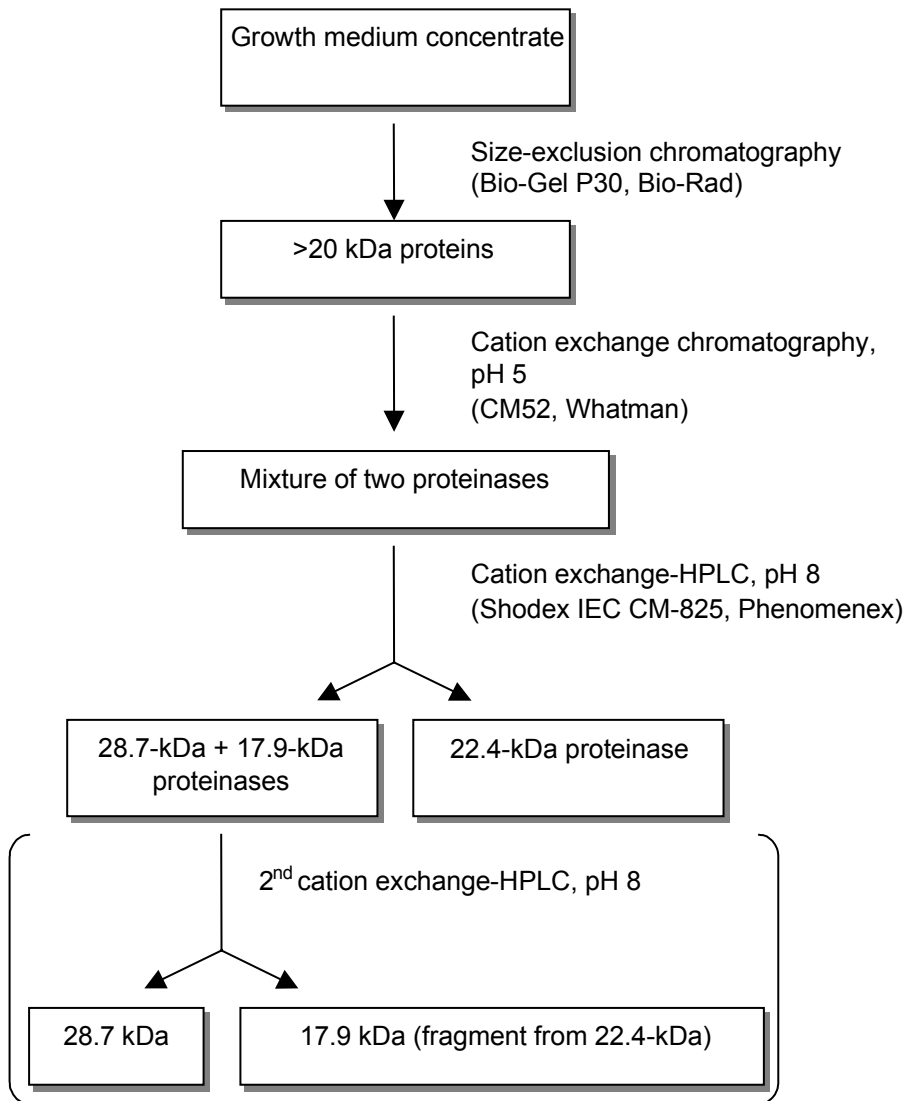 Growth medium concentrate
Size-exclusion chromatography
(Bio-Gel P30, Bio-Rad)
>20 kDa proteins
Cation exchange chromatography,
pH 5
(CM52, Whatman)
Mixture of two proteinases
Cation exchange-HPLC, pH 8
(Shodex IEC CM-825, Phenomenex)
28.7-kDa + 17.9-kDa
proteinases
22.4-kDa proteinase
2nd cation exchange-HPLC, pH 8
28.7 kDa
17.9 kDa (fragment from 22.4-kDa)